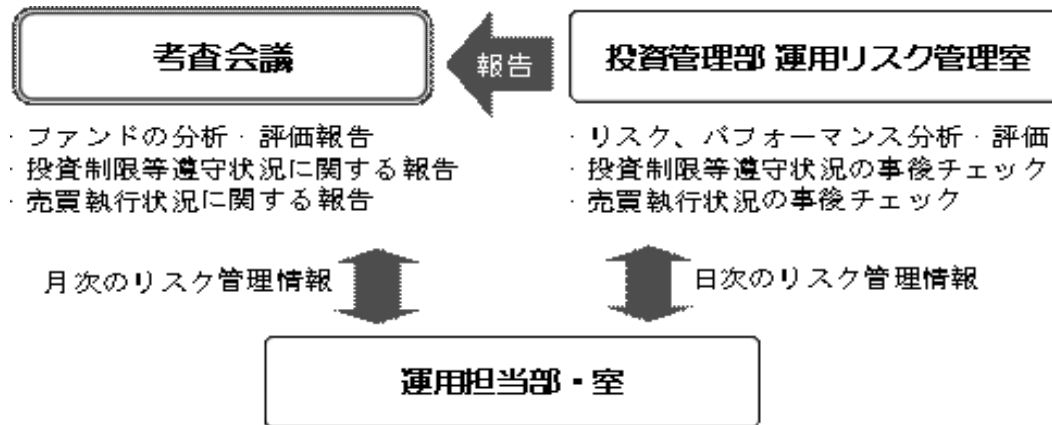 考査会議
報告
投資管理部 運用リスク管理室
· ファンドの分析·評価報告
· 投資制限等遵守状況に関する報告
· 売買執行状況に関する報告
· リスク、パフォーマンス分析·評価
· 投資制限等遵守状況の事後チェック
· 売買執行状況の事後チェック
月次のリスク管理情報
日次のリスク管理情報
運用担当部・室